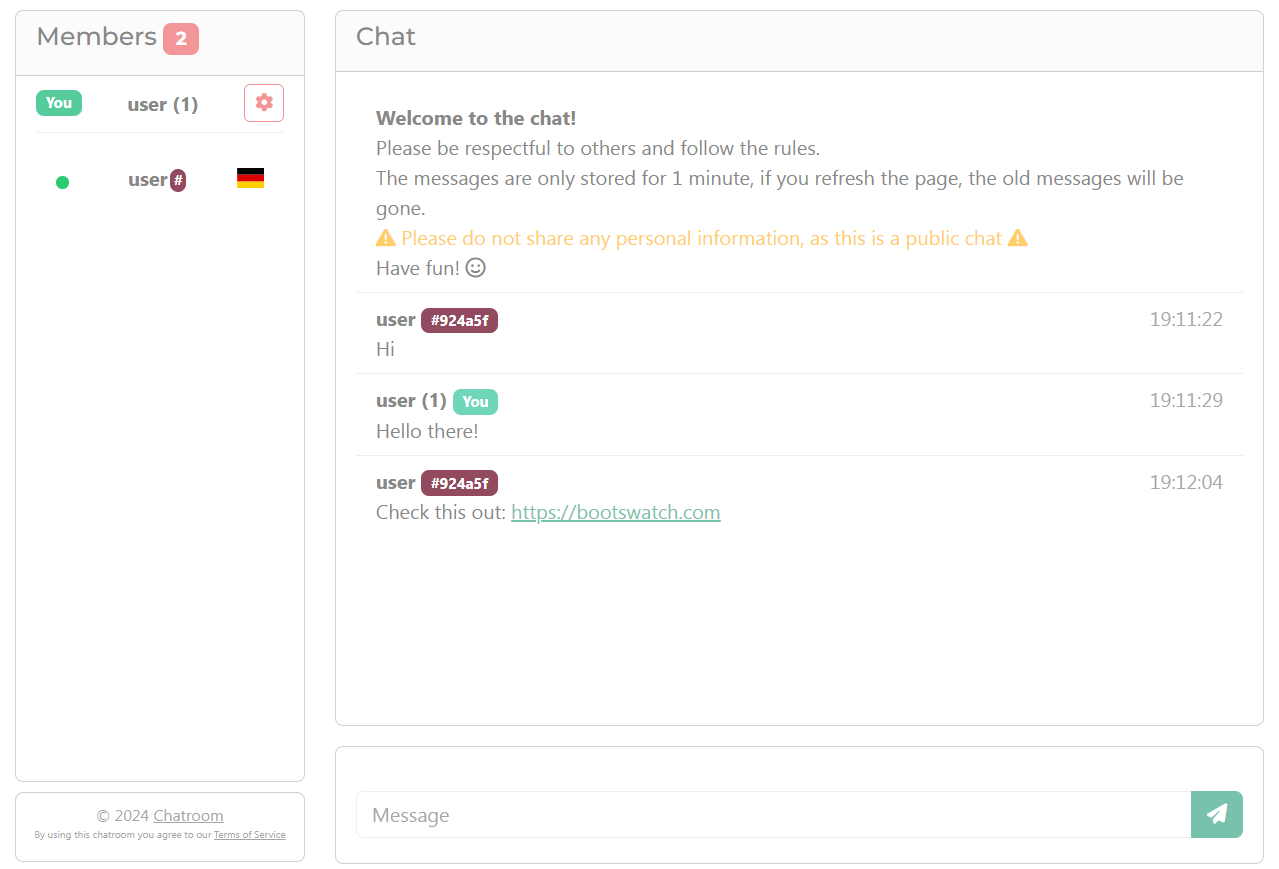 Members 2
You user (1)
user #
© 2024 Chatroom
By using this chatroom you agree to our Terms of Service
Chat
Welcome to the chat!
Please be respectful to others and follow the rules.
The messages are only stored for 1 minute, if you refresh the page, the old messages will be
gone.
Please do not share any personal information, as this is a public chat
Have fun!
user #924a5f 19:11:22
Hi
user (1) You 19:11:29
Hello there!
user #924a5f 19:12:04
Check this out: https://bootswatch.com
Message